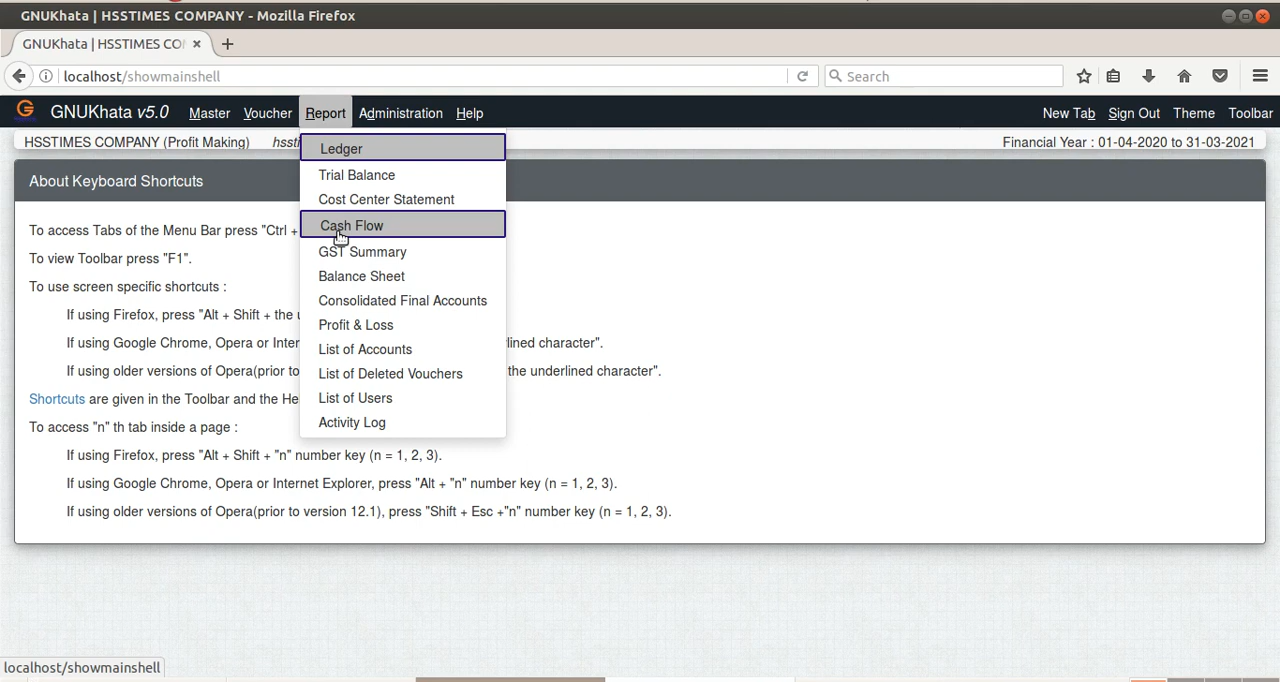 GNUKhata | HSSTIMES COMPANY - Mozilla Firefox
GNUKhata | HSSTIMES CO
localhost/showmainshell
Search
GNUKhata v5.0 Master Voucher Report Administration Help New Tab Sign Out Theme Toolbar
HSSTIMES COMPANY (Profit Making) Financial Year : 01-04-2020 to 31-03-2021
Ledger
Trial Balance
Cost Center Statement
Cash Flow
GST Summary
Balance Sheet
Consolidated Final Accounts
Profit & Loss
List of Accounts
List of Deleted Vouchers
List of Users
Activity Log
About Keyboard Shortcuts
To access Tabs of the Menu Bar press "Ctrl +
To view Toolbar press "F1".
To use screen specific shortcuts :
If using Firefox, press "Alt + Shift + the
If using Google Chrome, Opera or Inter lined character".
If using older versions of Opera(prior to the underlined character".
Shortcuts are given in the Toolbar and the He
To access "n" th tab inside a page :
If using Firefox, press "Alt + Shift + "n" number key (n = 1, 2, 3).
If using Google Chrome, Opera or Internet Explorer, press "Alt + "n" number key (n = 1, 2, 3).
If using older versions of Opera(prior to version 12.1), press "Shift + Esc +"n" number key (n = 1, 2, 3).
localhost/showmainshell